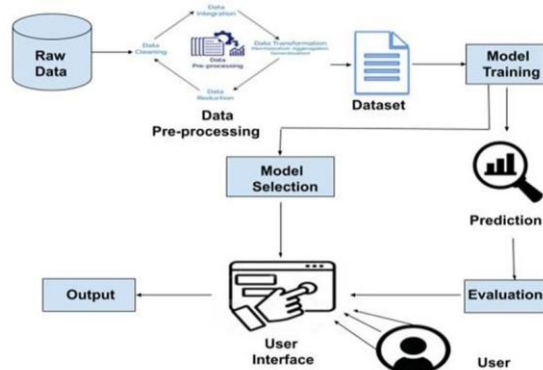 Raw
Data
Data
Integration
Data
Cleaning
Data
Pre-processing
Data Transformation
Data
Reduction
Data
Pre-processing
Dataset
Model
Training
Model
Selection
Prediction
Output
User
Interface
Evaluation
User